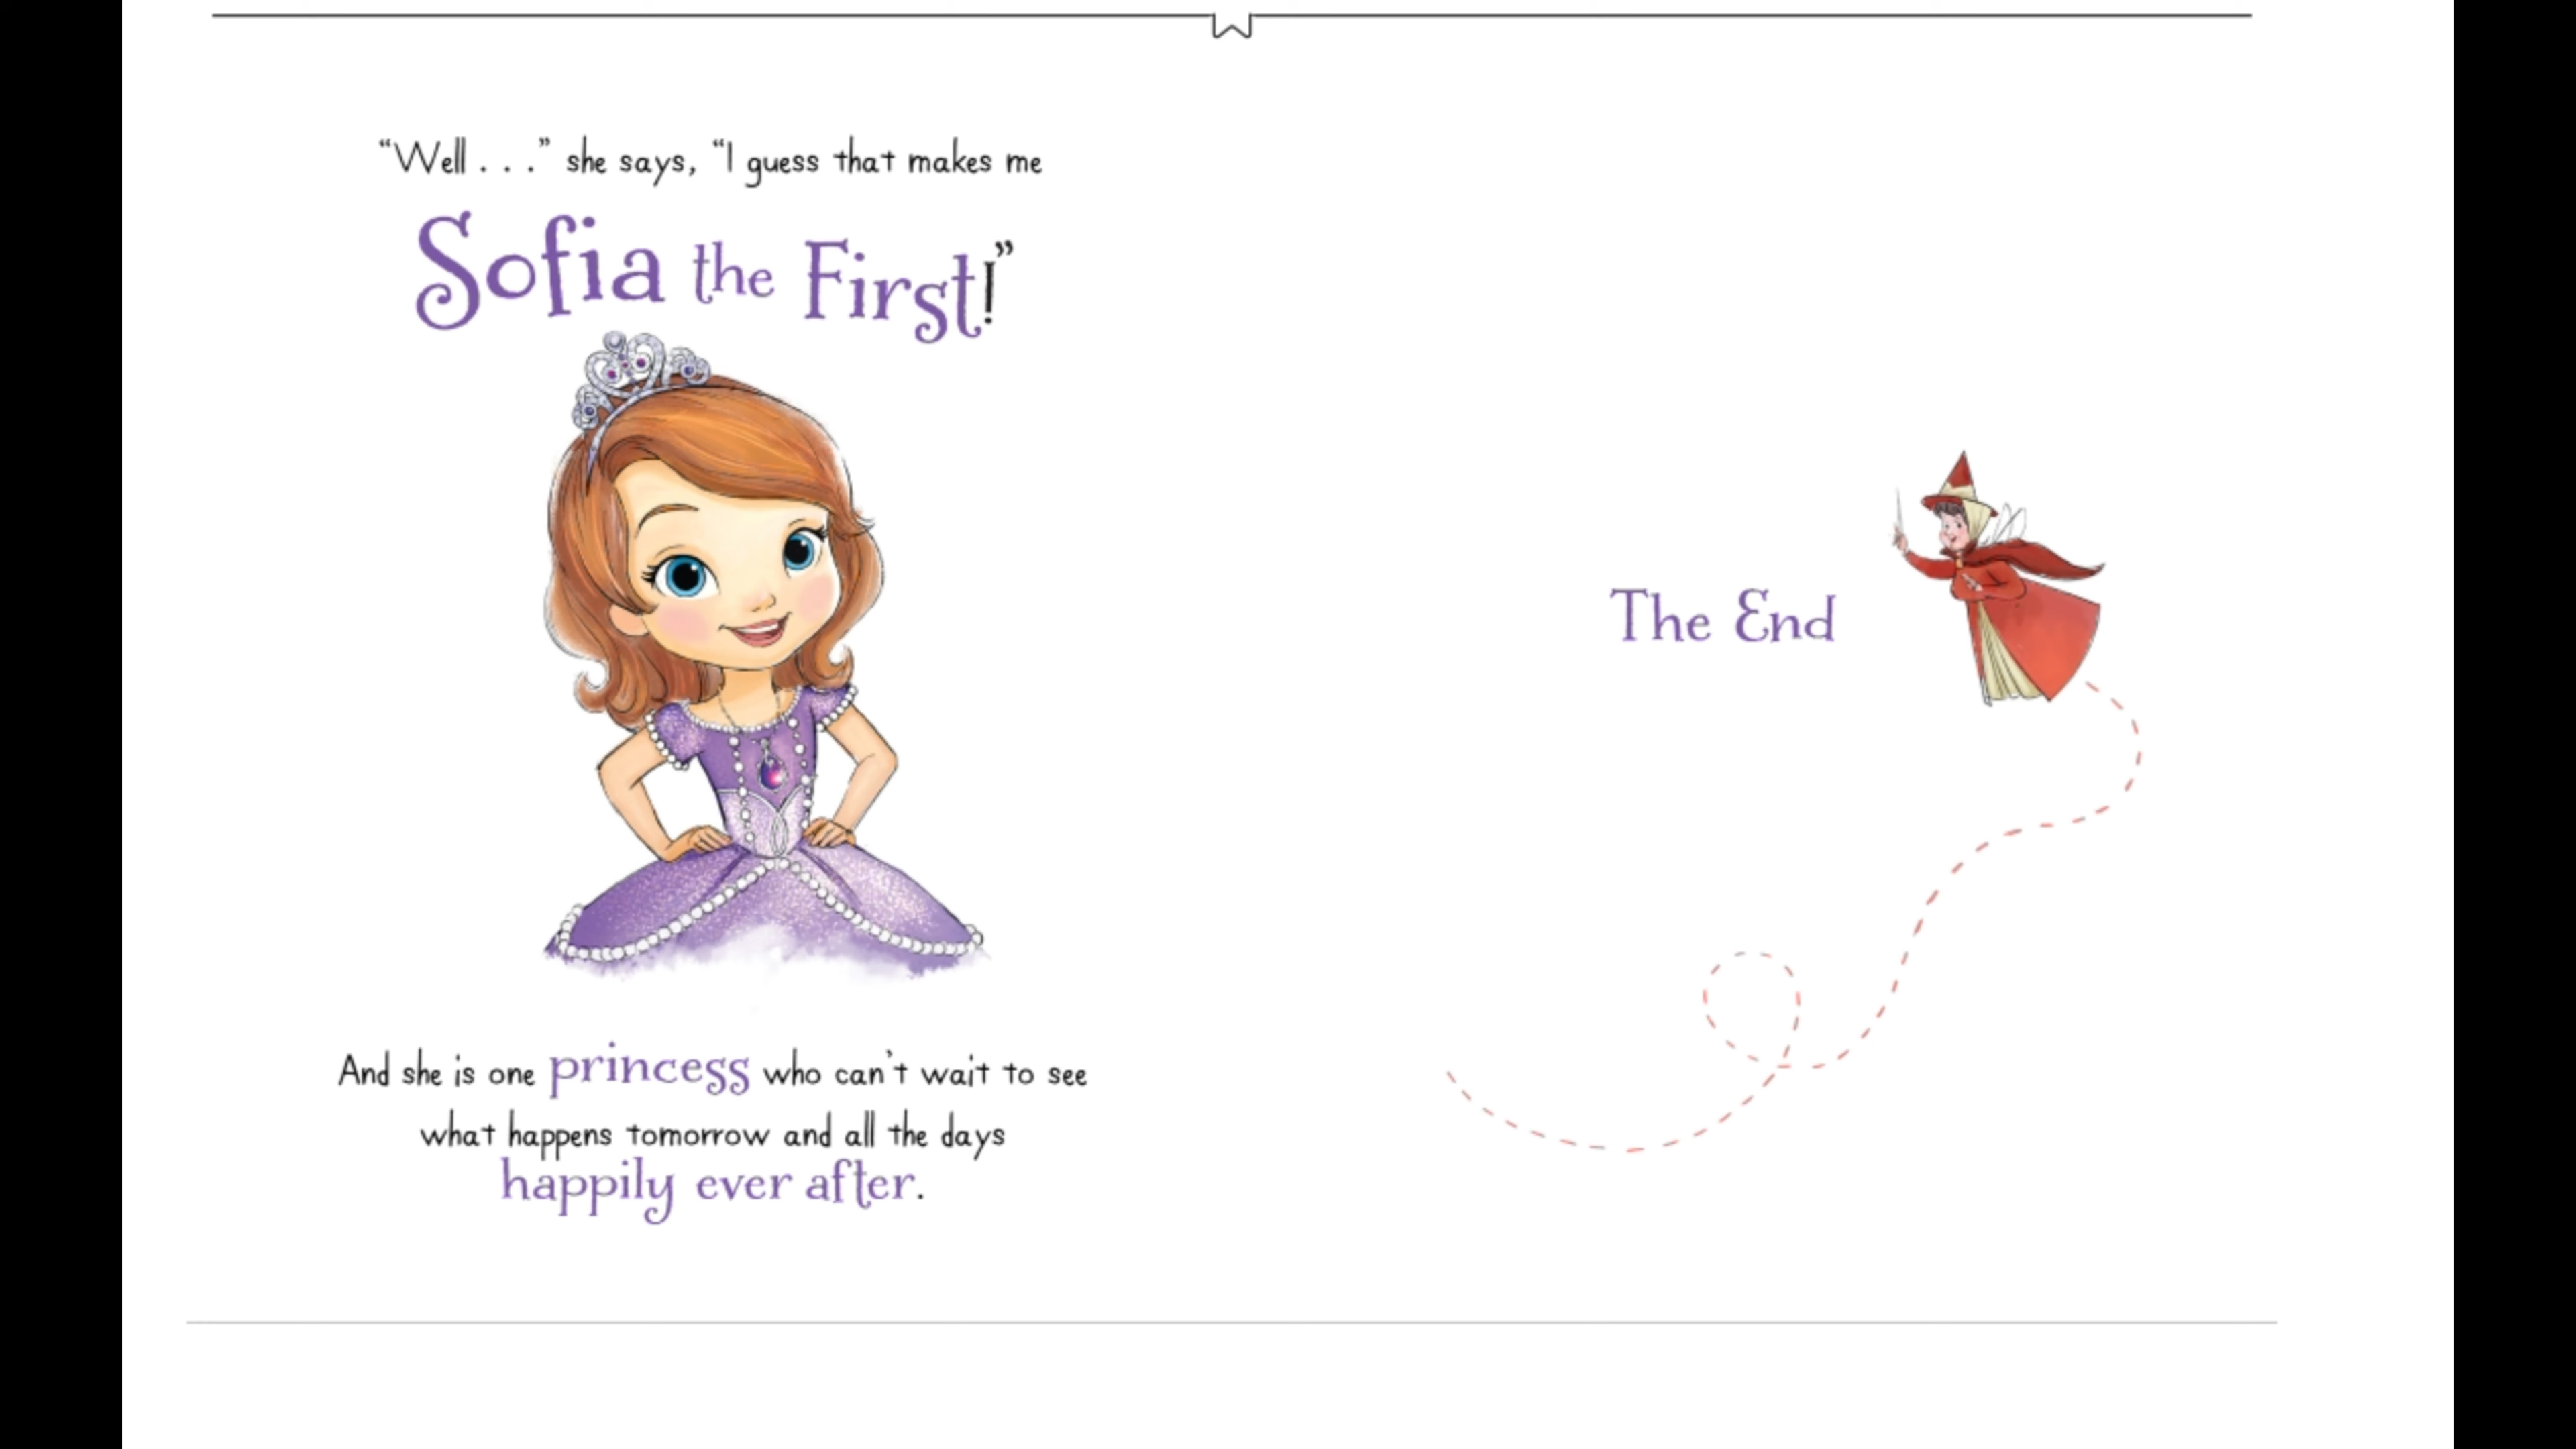 “Well . . .” she says, “I guess that makes me
Sofia the First!”
And she is one princess who can’t wait to see
what happens tomorrow and all the days
happily ever after.
The End